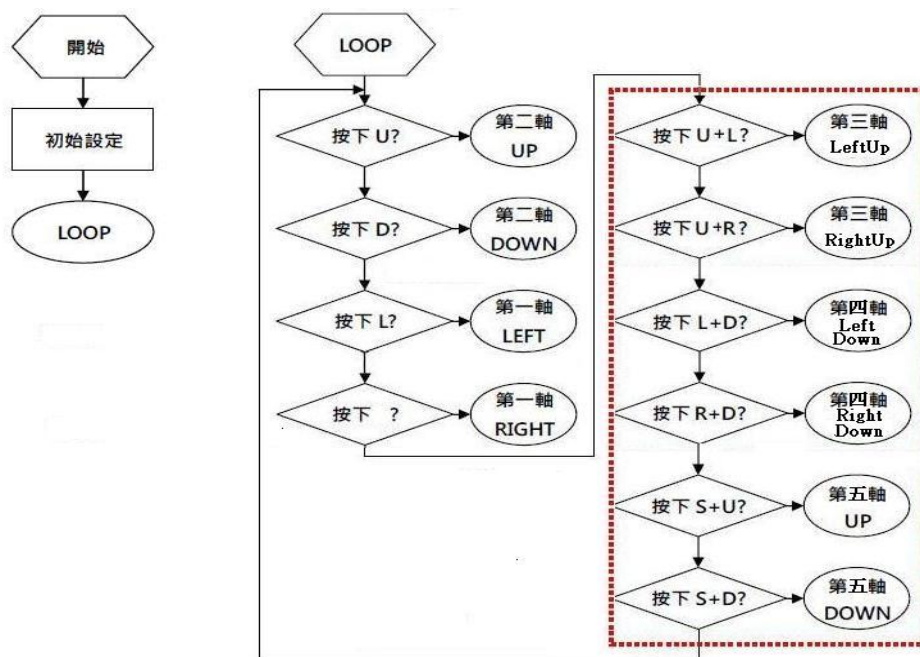 開始
初始設定
LOOP
LOOP
按下 U?
第二軸
UP
按下 D?
第二軸
DOWN
按下 L?
第一軸
LEFT
按下 ?
第一軸
RIGHT
按下 U+L?
第三軸
LeftUp
按下 U+R?
第三軸
RightUp
按下 L+D?
第四軸
Left
Down
按下 R+D?
第四軸
Right
Down
按下 S+U?
第五軸
UP
按下 S+D?
第五軸
DOWN